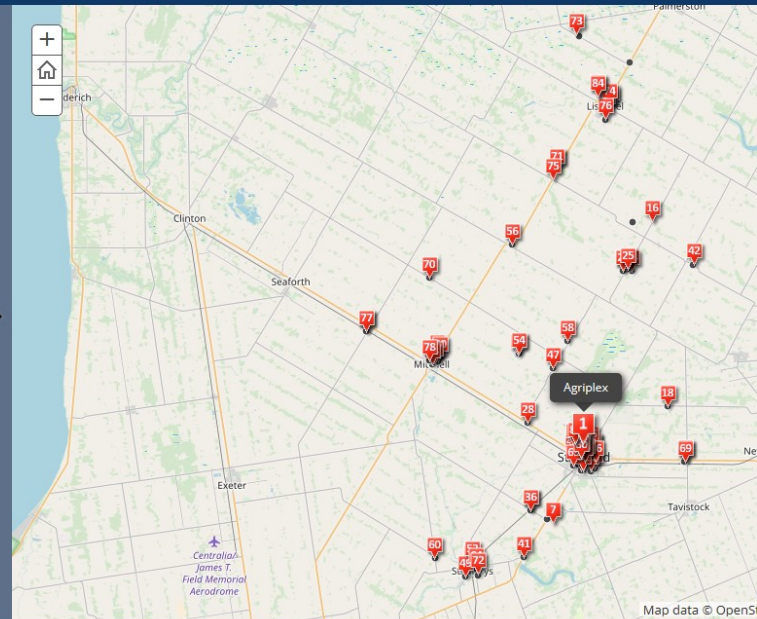 73
Palmerston
+
−
84
4
76
71
75
16
56
42
25
70
Clinton
Seaforth
77
58
78
54
47
Agriplex
1
18
28
69
Exeter
36
7
Tavistock
Centralia/
James T.
Field Memorial
Aerodrome
60
41
72
Map data © OpenSt